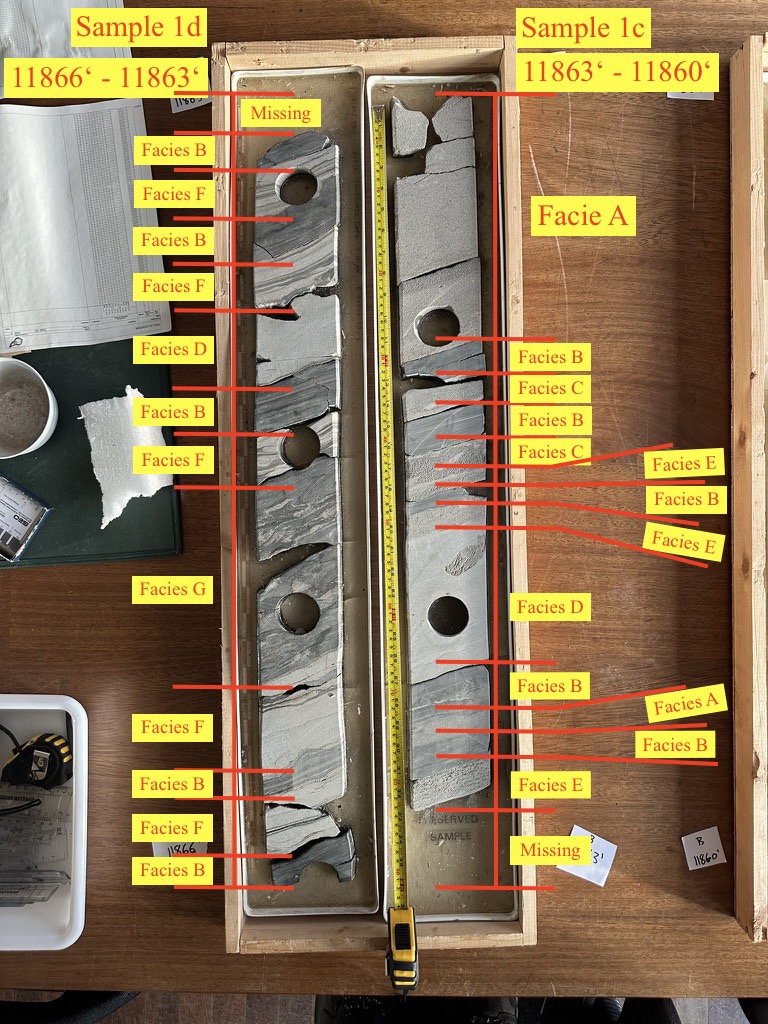 Sample 1d
11866‘ - 11863‘
Missing
Facies B
Facies F
Facies B
Facies F
Facies D
Facies B
Facies F
Facies G
Facies F
Facies B
Facies F
11866
Facies B
Sample 1c
11863‘ - 11860‘
Facie A
Facies B
Facies C
Facies B
Facies C
Facies E
Facies B
Facies E
Facies D
Facies B
Facies A
Facies B
Facies E
SAMPLE
Missing
B
11860'